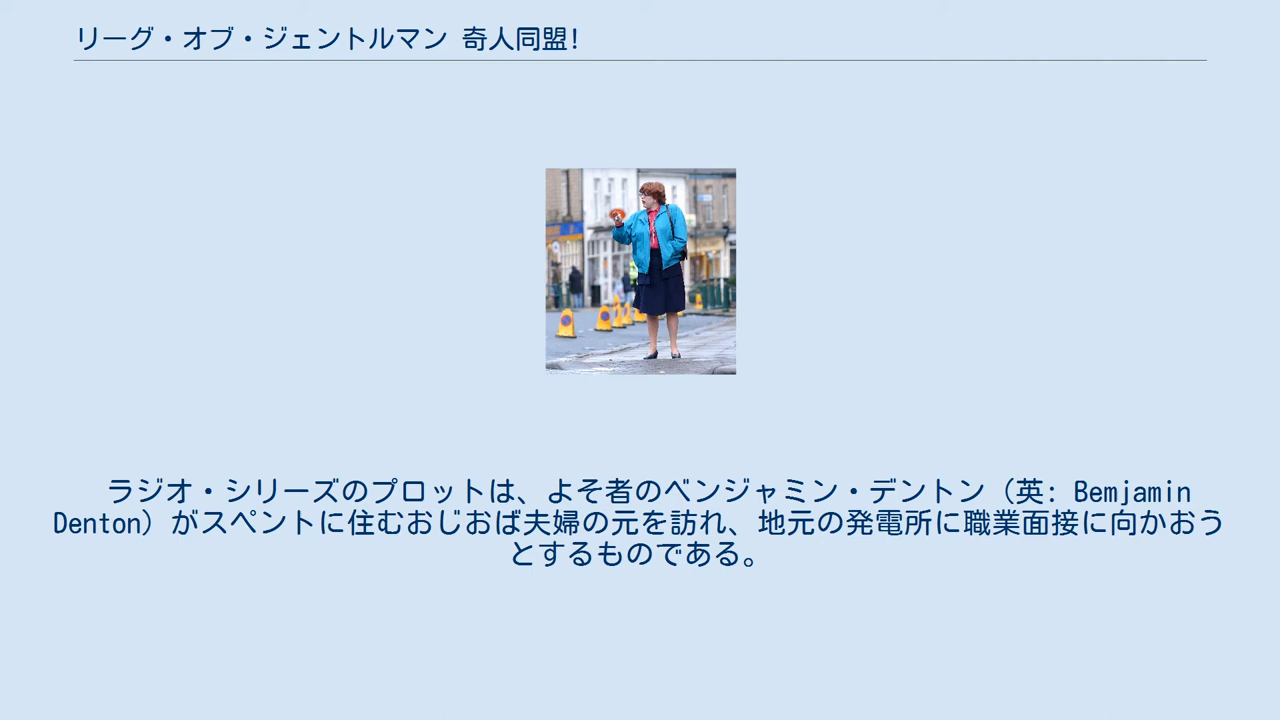 リーグ・オブ・ジェントルマン 奇人同盟!
ラジオ・シリーズのプロットは、よそ者のベンジャミン・デントン（英: Bemjamin
Denton）がスペントに住むおじおば夫婦の元を訪れ、地元の発電所に職業面接に向かおう
とするものである。